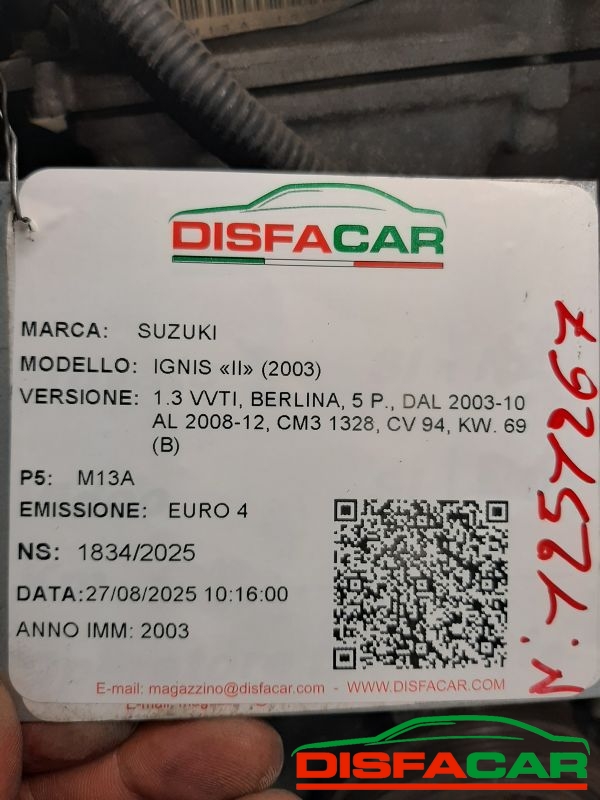 DISFACAR
MARCA: SUZUKI
MODELLO: IGNIS «II» (2003)
VERSIONE: 1.3 VVTI, BERLINA, 5 P., DAL 2003-10
AL 2008-12, CM3 1328, CV 94, KW. 69
(B)
P5: M13A
EMISSIONE: EURO 4
NS: 1834/2025
DATA:27/08/2025 10:16:00
ANNO IMM: 2003
E-mail: magazzino@disfacar.com - WWW.DISFACAR.COM
N:
DISFACAR